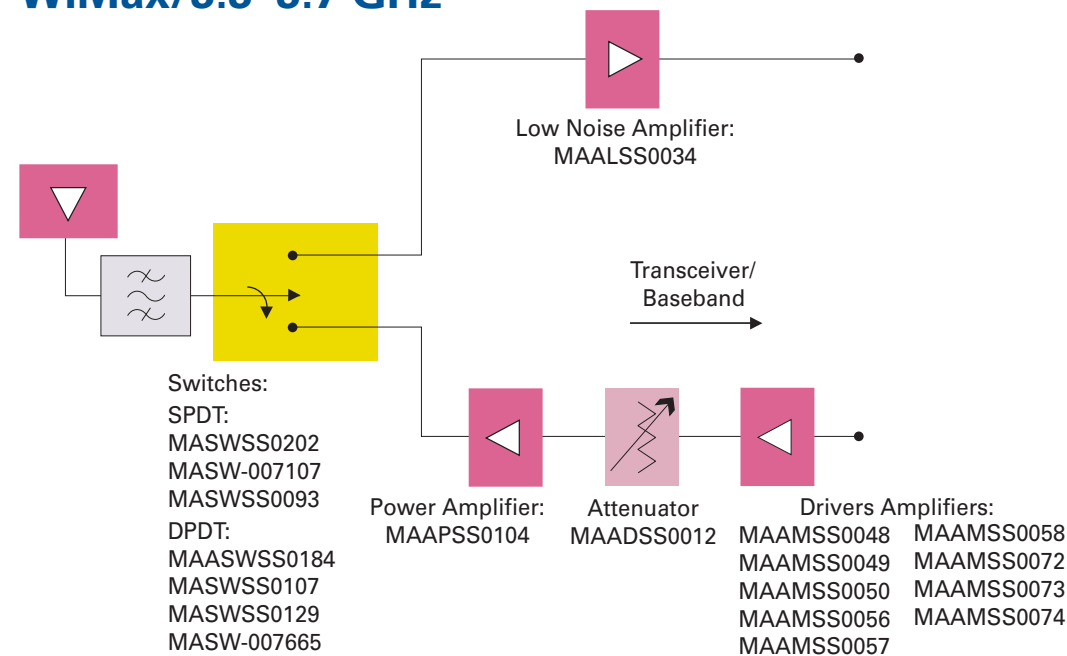 Low Noise Amplifier:
MAALSS0034
Transceiver/
Baseband
Switches:
SPDT:
MASWSS0202
MASW-007107
MASWSS0093
DPDT:
MAASWSS0184
MASWSS0107
MASWSS0129
MASW-007665
Power Amplifier:
MAAPSS0104
Attenuator
MAADSS0012
Drivers Amplifiers:
MAAMSS0048
MAAMSS0049
MAAMSS0050
MAAMSS0056
MAAMSS0057
MAAMSS0058
MAAMSS0072
MAAMSS0073
MAAMSS0074